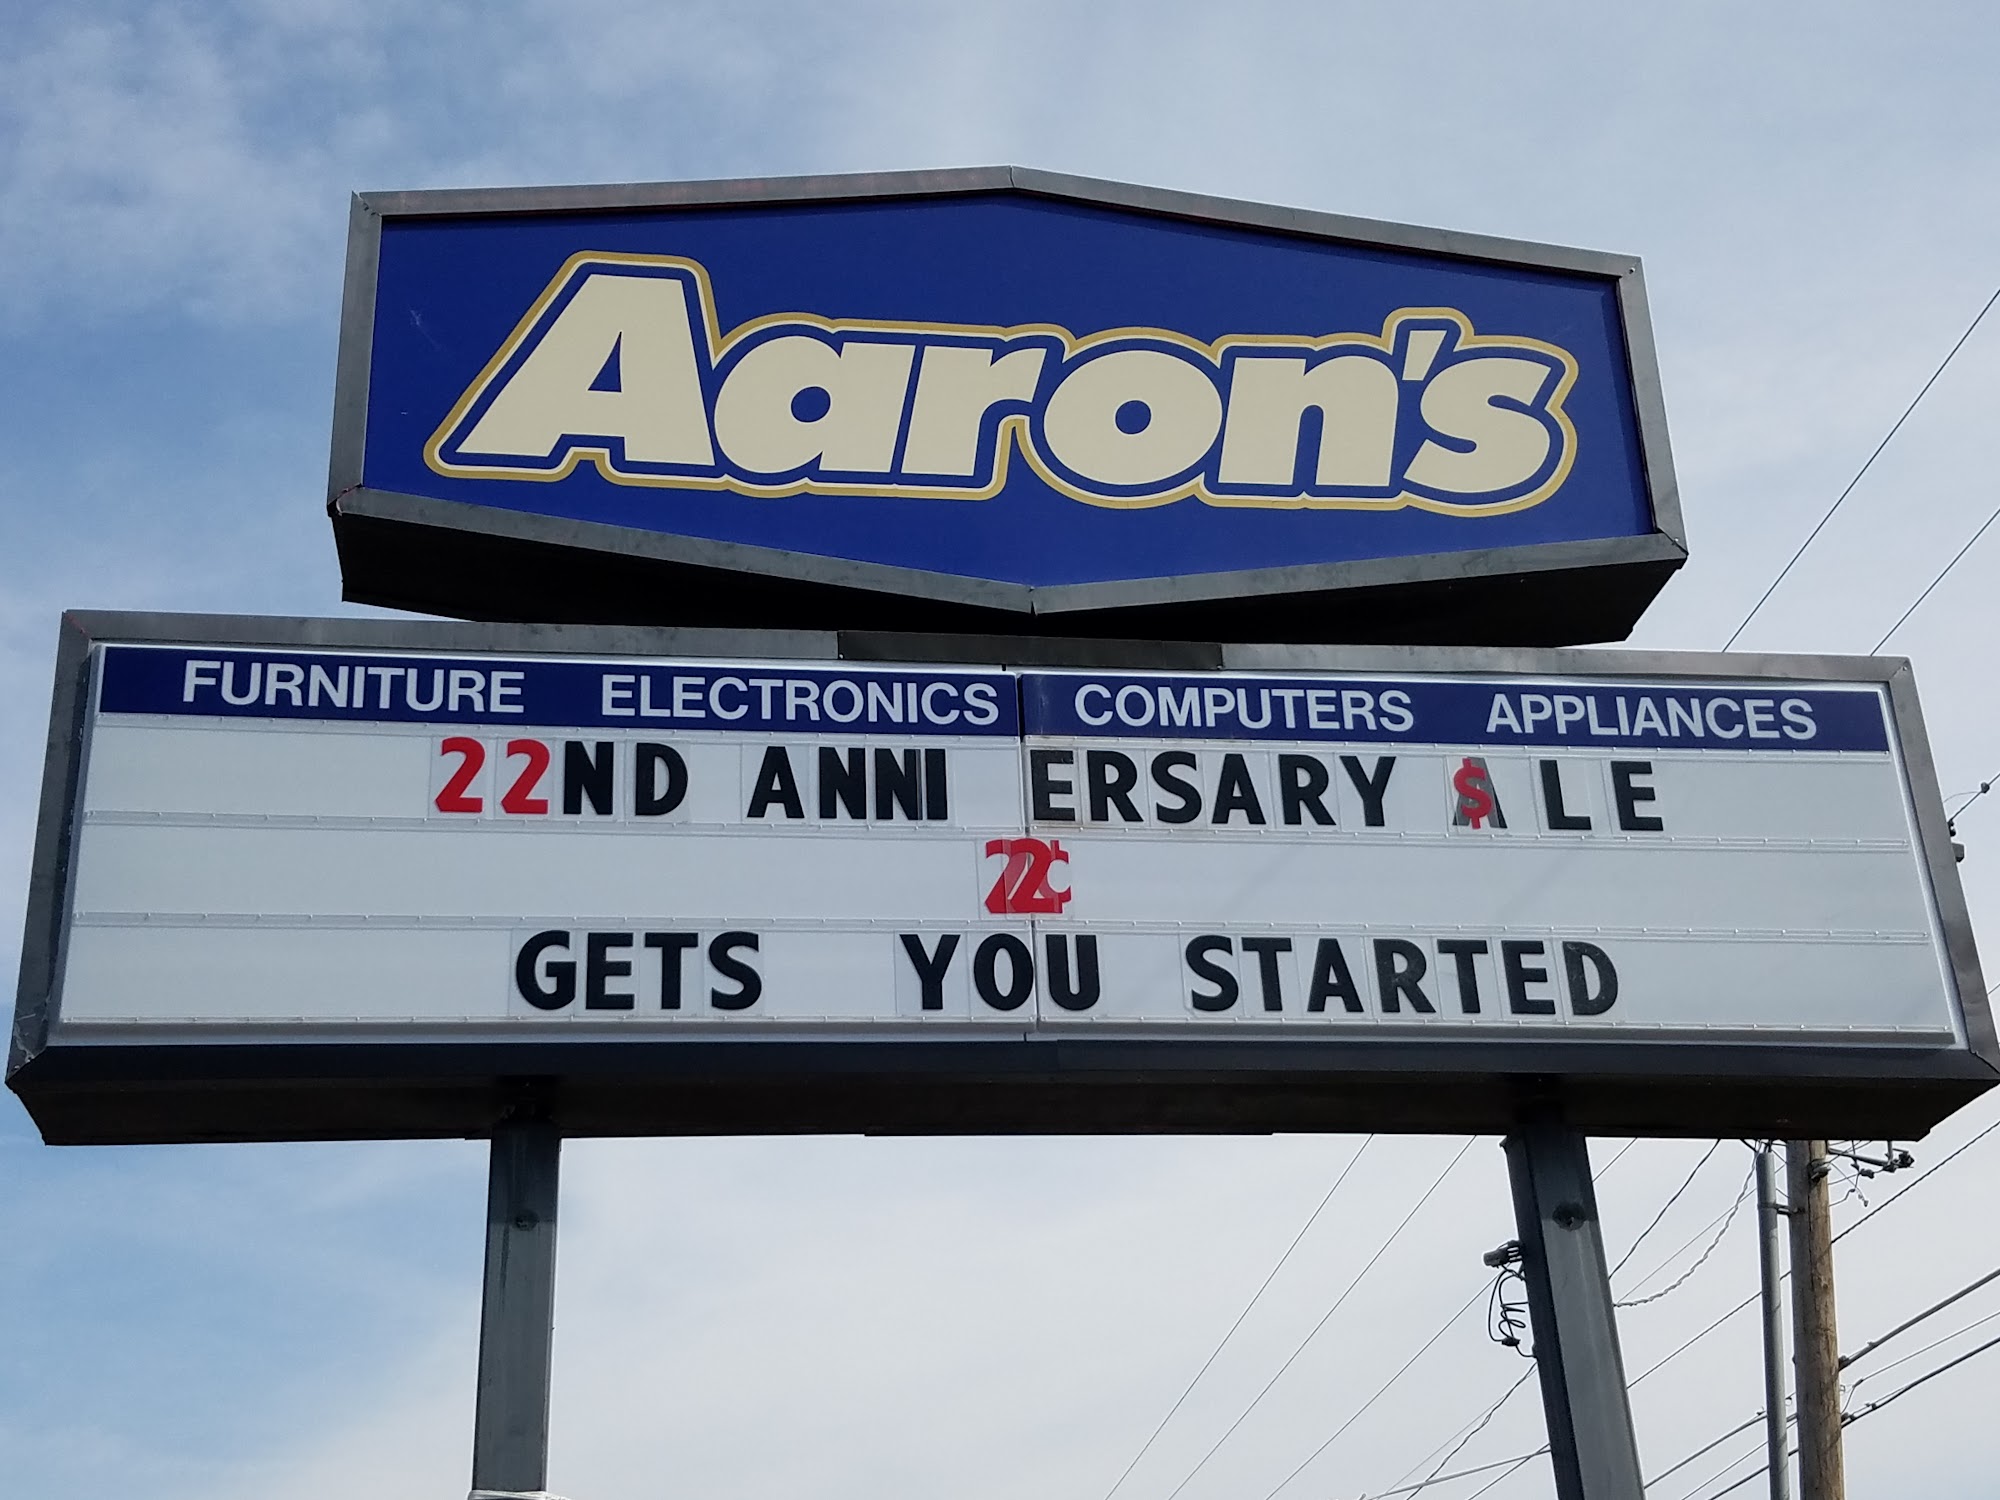 Aaron's
FURNITURE ELECTRONICS COMPUTERS APPLIANCES
22ND ANNI ERSARY $A LE
22¢
GETS YOU STARTED